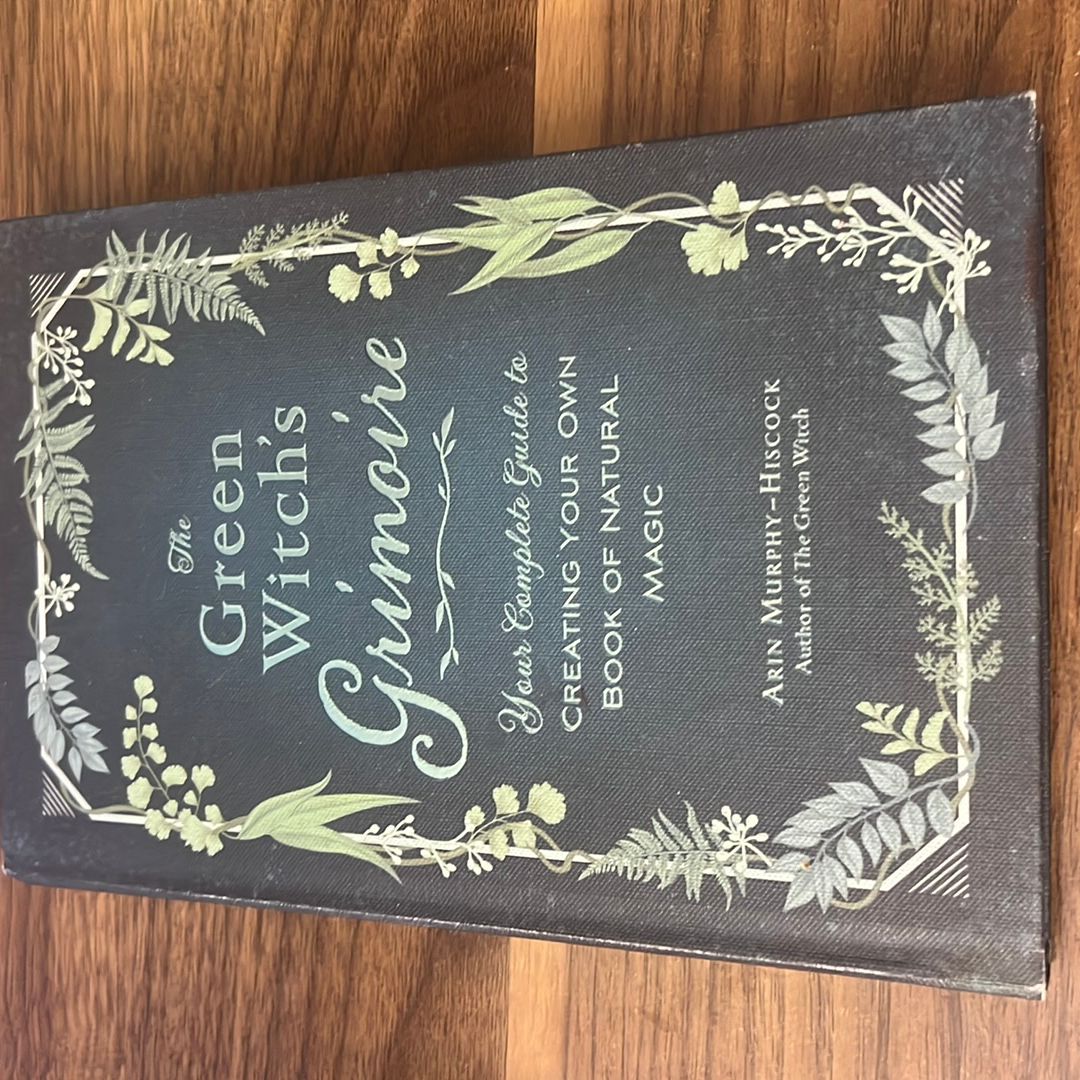 The
Green
Witch's
Grimoire
Your Complete Guide to
CREATING YOUR OWN
BOOK OF NATURAL
MAGIC
ARIN MURPHY-HISCOCK
Author of The Green Witch